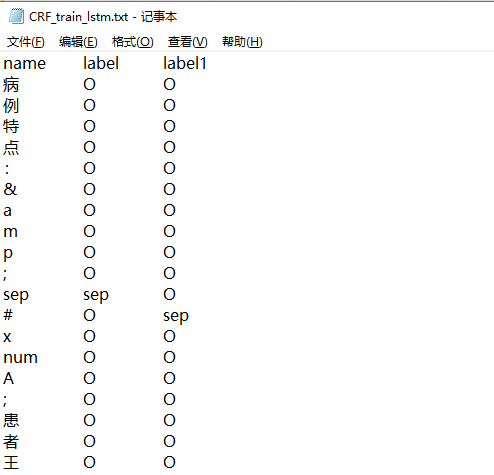 CRF_train_lstm.txt - 记事本
文件(F) 编辑(E) 格式(O) 查看(V) 帮助(H)
name label label1
病 O O
例 O O
特 O O
点 O O
： O O
& O O
a O O
m O O
p O O
; O O
sep sep O
# O sep
x O O
num O O
A O O
; O O
患 O O
者 O O
王 O O